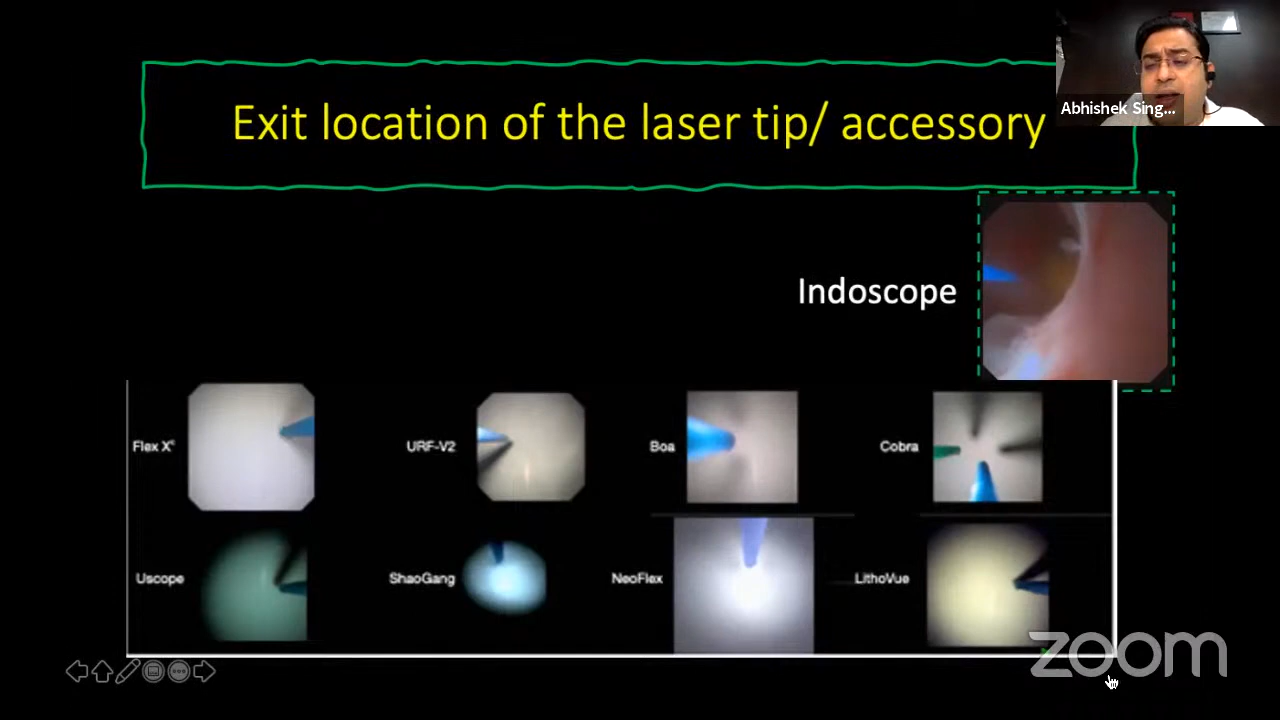 Exit location of the laser tip/ accessory
Abhishek Sing...
Indoscope
Flex Xc
URF-V2
Boa
Cobra
Uscope
ShaoGang
NeoFlex
LithoVue
zoom